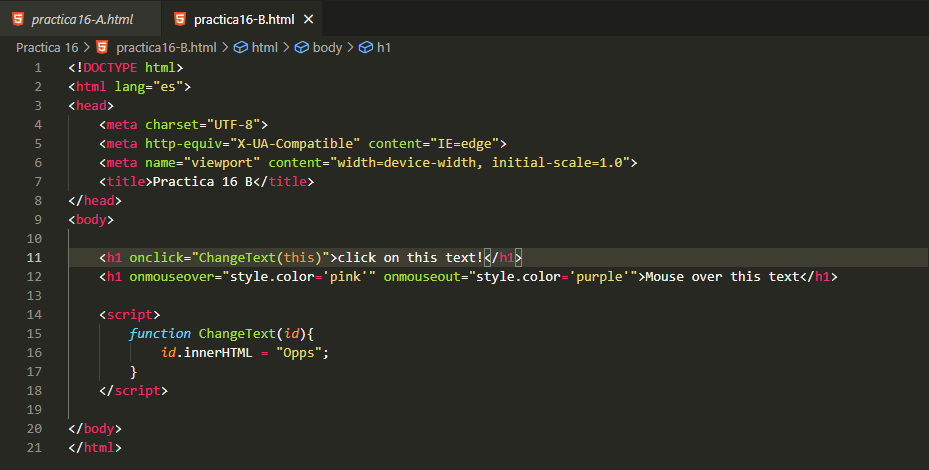 practica16-A.html practica16-B.html ×
Practica 16 > practica16-B.html > html > body > h1
1 <!DOCTYPE html>
2 <html lang="es">
3 <head>
4     <meta charset="UTF-8">
5     <meta http-equiv="X-UA-Compatible" content="IE=edge">
6     <meta name="viewport" content="width=device-width, initial-scale=1.0">
7     <title>Practica 16 B</title>
8 </head>
9 <body>
10
11     <h1 onclick="ChangeText(this)">click on this text!</h1>
12     <h1 onmouseover="style.color='pink'" onmouseout="style.color='purple'">Mouse over this text</h1>
13
14     <script>
15         function ChangeText(id){
16             id.innerHTML = "Opps";
17         }
18     </script>
19
20 </body>
21 </html>